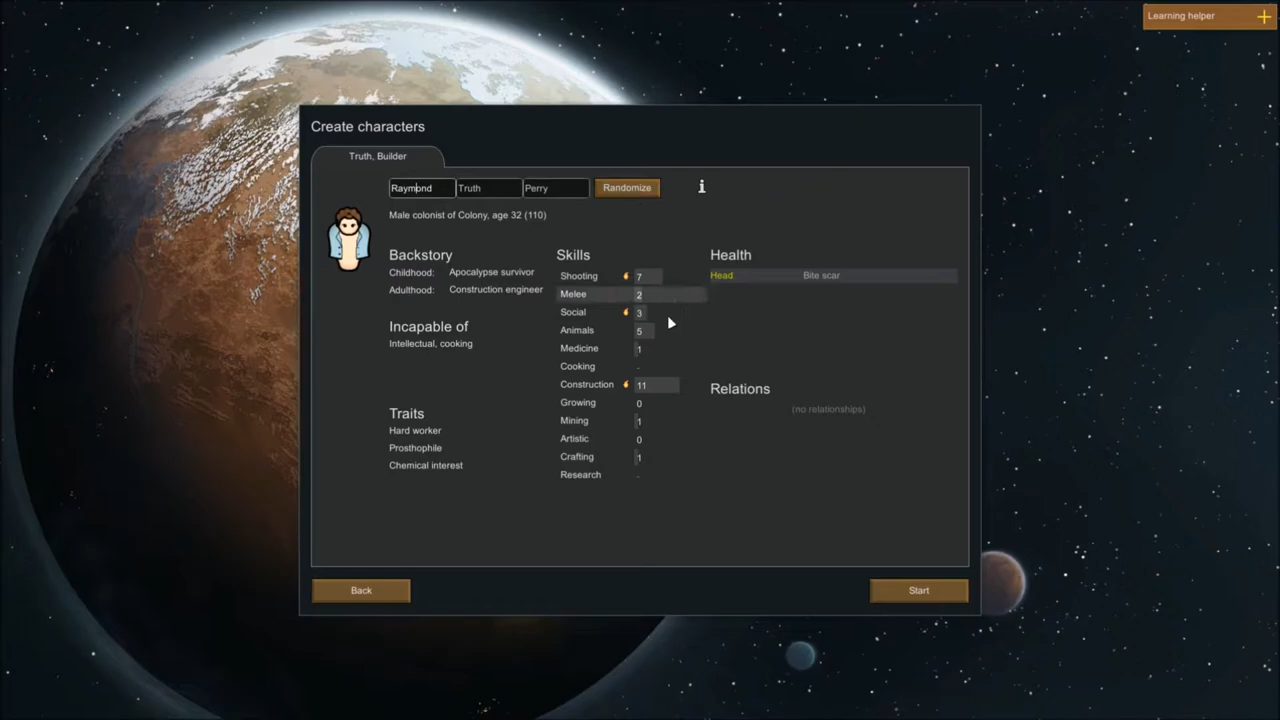 Learning helper
Create characters
Truth, Builder
Raymond Truth Perry Randomize
Male colonist of Colony, age 32 (110)
Backstory
Childhood: Apocalypse survivor
Adulthood: Construction engineer
Incapable of
Intellectual, cooking
Traits
Hard worker
Prosthophile
Chemical interest
Skills
Shooting 7
Melee 2
Social 3
Animals 5
Medicine 1
Cooking -
Construction 11
Growing 0
Mining 1
Artistic 0
Crafting 1
Research -
Health
Head Bite scar
Relations
(no relationships)
Back
Start